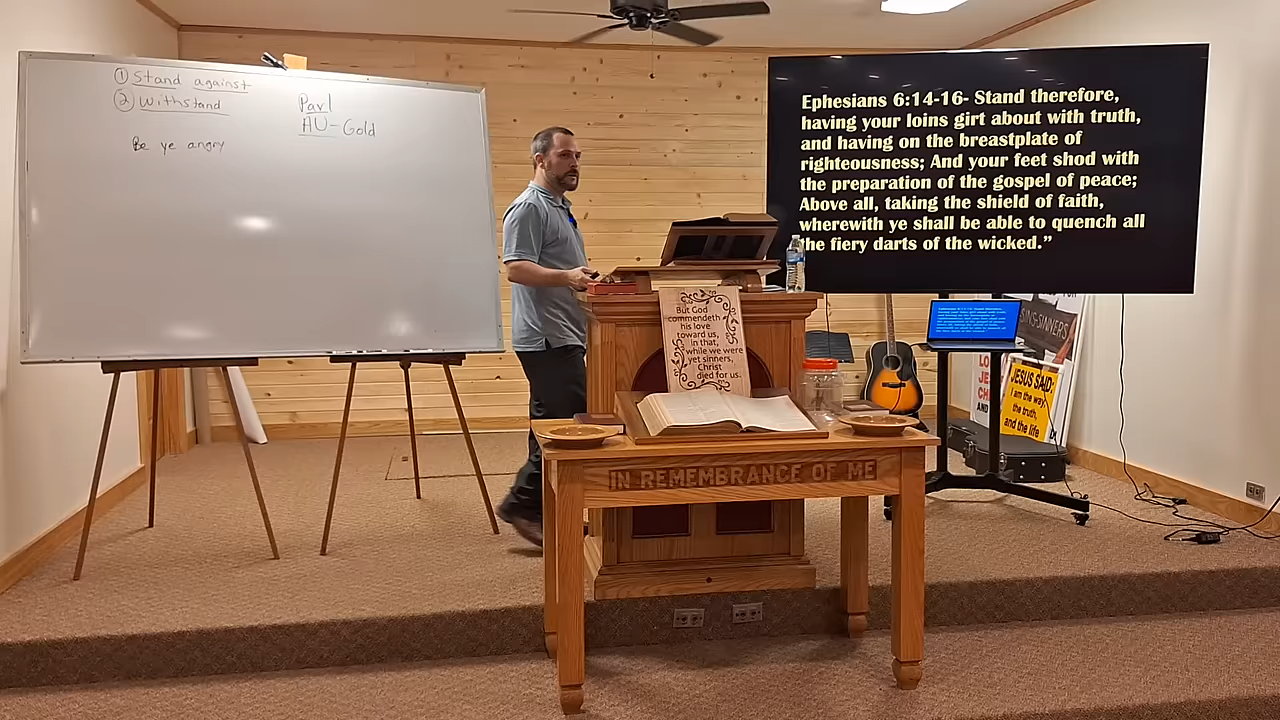 ① Stand against
② Withstand
Be ye angry
Paul
AU-Gold
Ephesians 6:14-16- Stand therefore,
having your loins girt about with truth,
and having on the breastplate of
righteousness; And your feet shod with
the preparation of the gospel of peace;
Above all, taking the shield of faith,
wherewith ye shall be able to quench all
the fiery darts of the wicked.”
But God
commendeth
his love
toward us,
in that,
while we were
yet sinners,
Christ
died for us.
IN REMEMBRANCE OF ME
JESUS SAID:
I am the way
the truth,
and the life